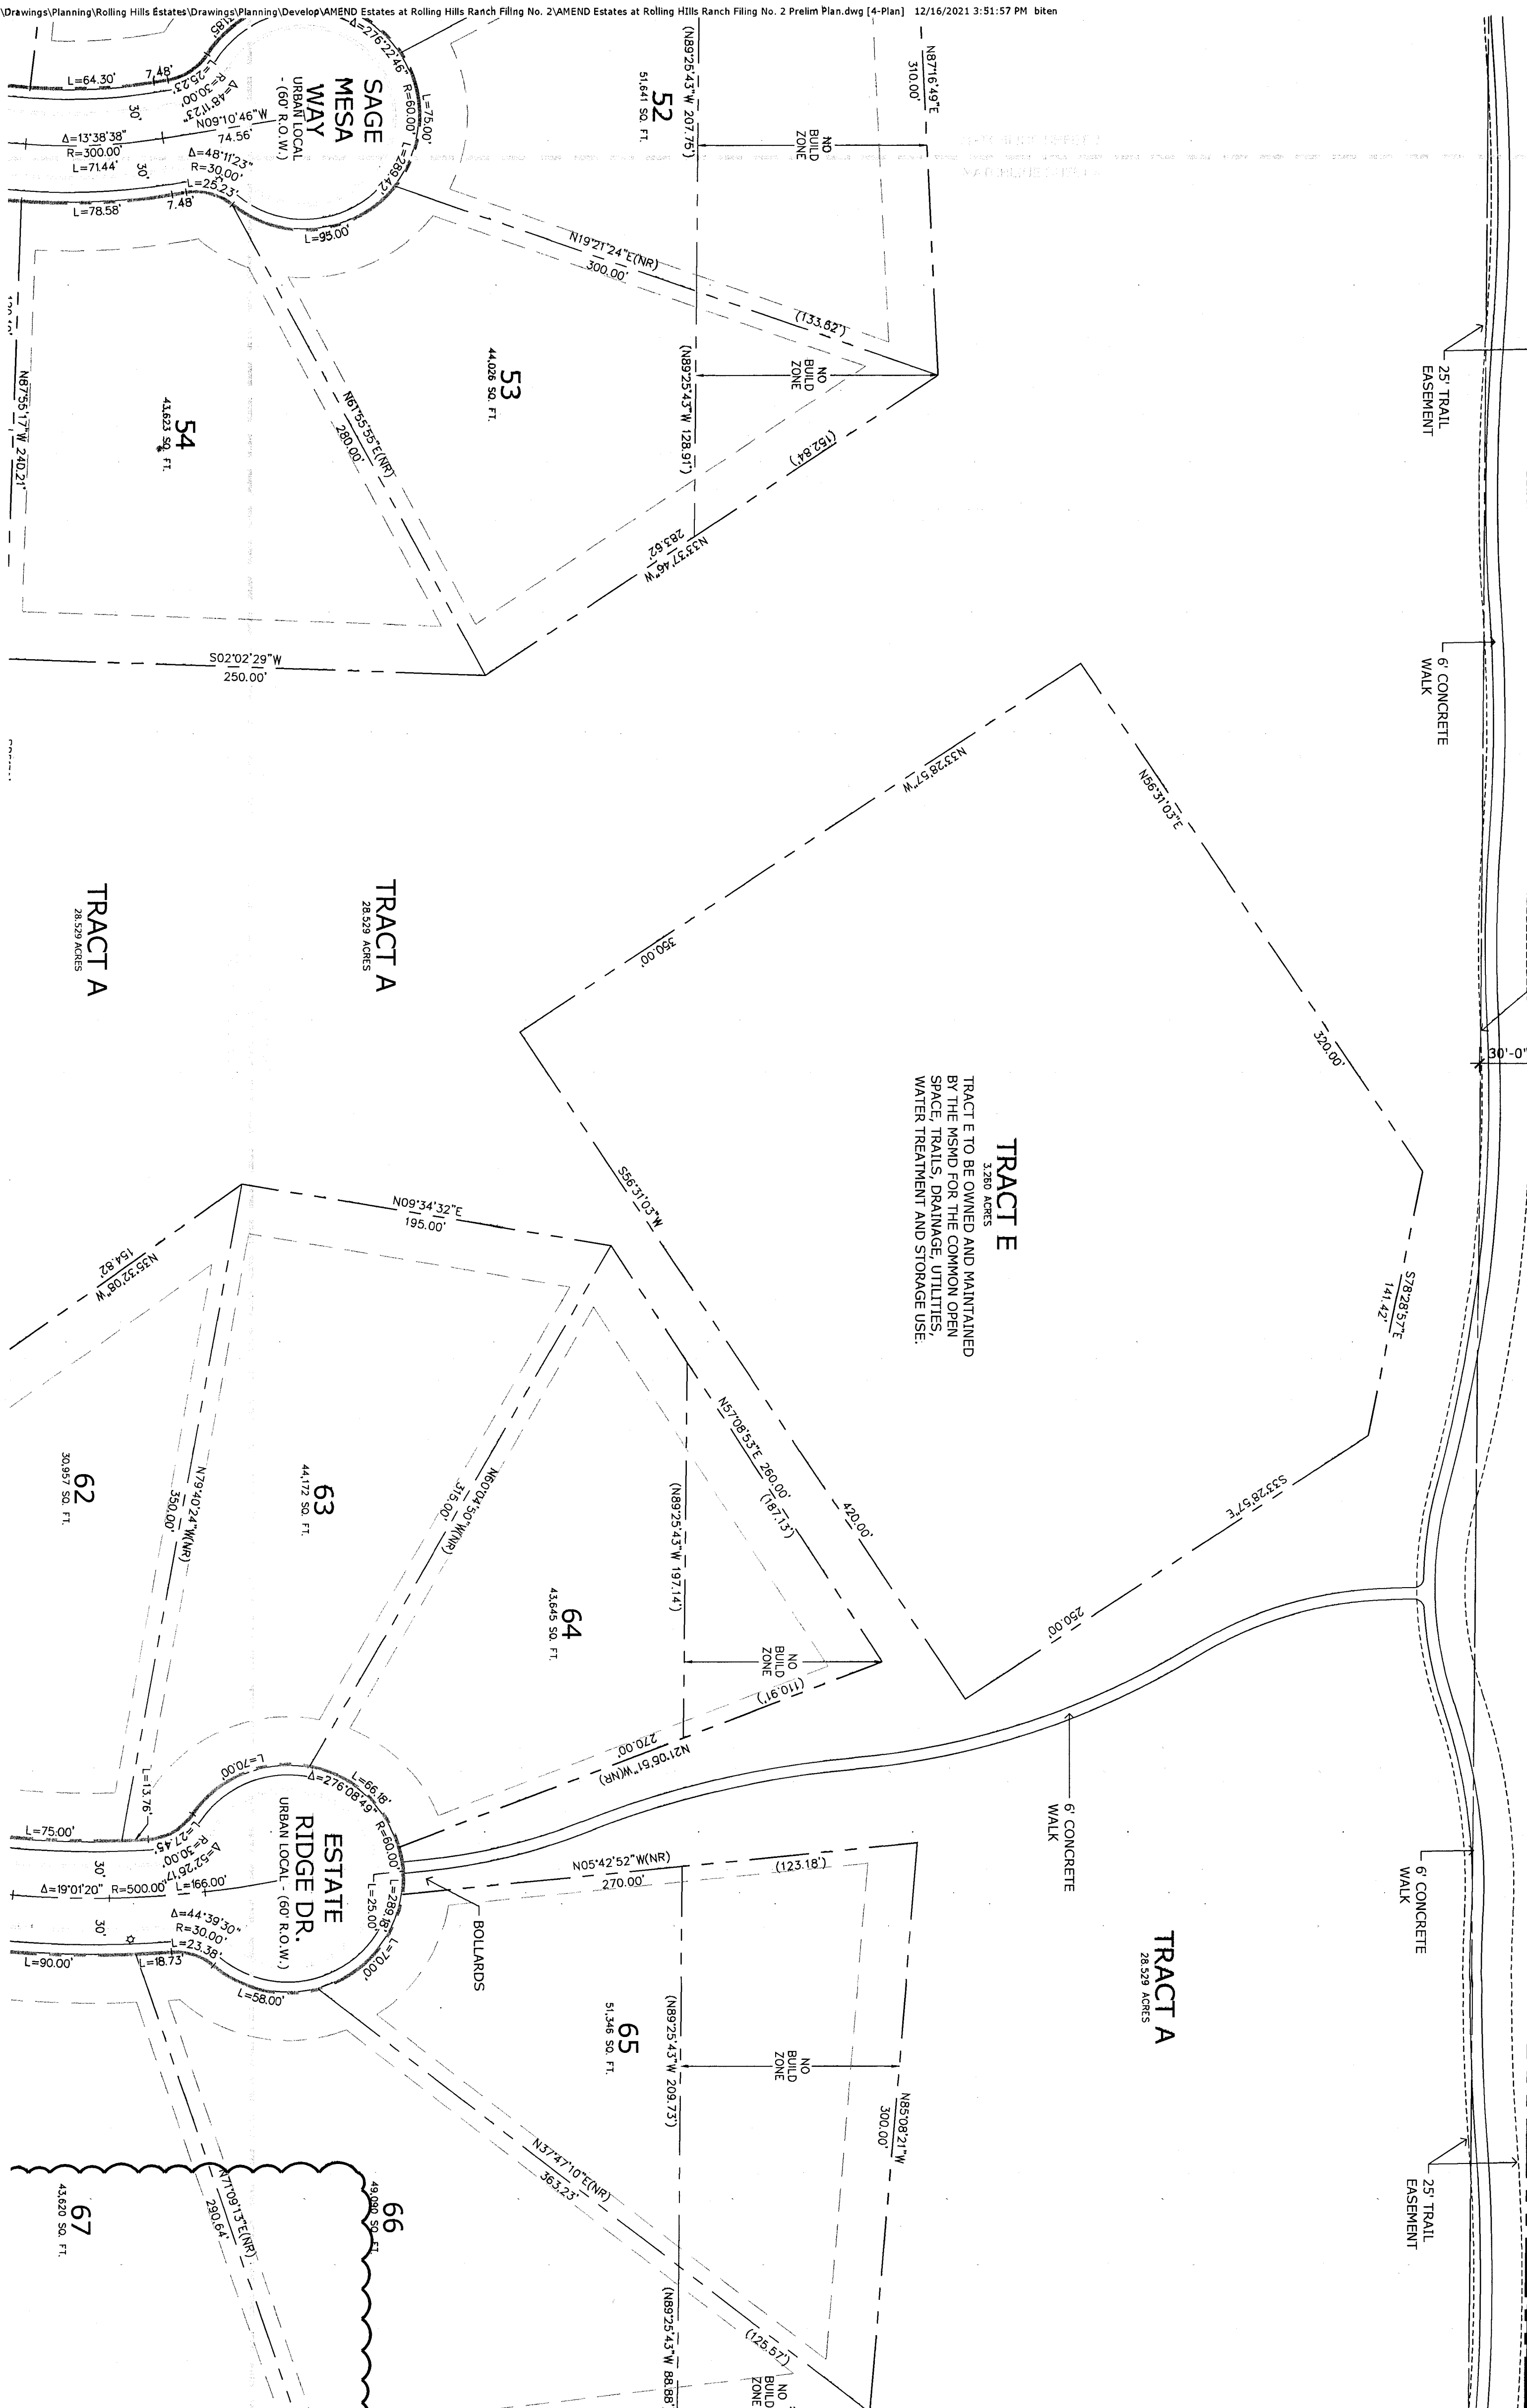 \Drawings\Planning\Rolling Hills Estates\Drawings\Planning\Develop\AMEND Estates at Rolling Hills Ranch Filing No. 2\AMEND Estates at Rolling HIlls Ranch Filing No. 2 Prelim Plan.dwg [4-Plan] 12/16/2021 3:51:57 PM biten
N87°16'49"E
310.00'
(N89°25'43"W 207.75')
52
51,641 SQ. FT.
NO
BUILD
ZONE
SAGE
MESA
WAY
URBAN LOCAL
- (60' R.O.W.)
Δ=276°22'46"
R=60.00'
L=289.42'
L=75.00'
L=95.00'
L=64.30'
7.48'
L=25.23'
R=30.00'
Δ=48°11'23"
30'
N09°10'46"W
74.56'
Δ=13°38'38"
R=300.00'
L=71.44'
30'
Δ=48°11'23"
R=30.00'
L=25.23'
L=78.58'
7.48'
N19°21'24"E(NR)
300.00'
(133.62')
NO
BUILD
ZONE
(N89°25'43"W 128.91')
53
44,026 SQ. FT.
(152.84')
N33°37'46"W
283.62'
N61°55'55"E(NR)
280.00'
54
43,623 SQ. FT.
N87°55'17"W 240.21'
S02°02'29"W
250.00'
25' TRAIL
EASEMENT
6' CONCRETE
WALK
30'-0"
N33°28'57"W
350.00'
N56°31'03"E
320.00'
S78°28'57"E
141.42'
S33°28'57"E
250.00'
S56°31'03"W
420.00'
TRACT E
3.260 ACRES
TRACT E TO BE OWNED AND MAINTAINED
BY THE MSMD FOR THE COMMON OPEN
SPACE, TRAILS, DRAINAGE, UTILITIES,
WATER TREATMENT AND STORAGE USE.
TRACT A
28.529 ACRES
TRACT A
28.529 ACRES
N09°34'32"E
195.00'
N35°32'08"W
154.82
N57°08'53"E 260.00'
(187.13')
(N89°25'43"W 197.14')
N79°40'24"W(NR)
350.00'
N60°04'50"W(NR)
315.00'
62
30,957 SQ. FT.
63
44,172 SQ. FT.
64
43,645 SQ. FT.
NO
BUILD
ZONE
(110.91')
N21°05'51"W(NR)
270.00'
6' CONCRETE
WALK
ESTATE
RIDGE DR.
URBAN LOCAL - (60' R.O.W.)
L=13.76'
L=70.00'
L=66.18'
Δ=276°08'49"
R=60.00'
L=289.18'
L=25.00'
L=70.00'
L=58.00'
L=75.00'
L=27.45'
R=30.00'
Δ=52°25'17"
30'
Δ=19°01'20"
R=500.00'
L=166.00'
30'
Δ=44°39'30"
R=30.00'
L=23.38'
L=90.00'
L=18.73'
BOLLARDS
N05°42'52"W(NR)
270.00'
(123.18')
6' CONCRETE
WALK
TRACT A
28.529 ACRES
65
51,346 SQ. FT.
(N89°25'43"W 209.73')
NO
BUILD
ZONE
N85°08'21"W
300.00'
25' TRAIL
EASEMENT
N37°47'10"E(NR)
363.23'
(125.57')
66
49,090 SQ. FT.
67
43,620 SQ. FT.
N71°09'13"E(NR)
290.64'
(N89°25'43"W 88.88'
NO
BUILD
ZONE